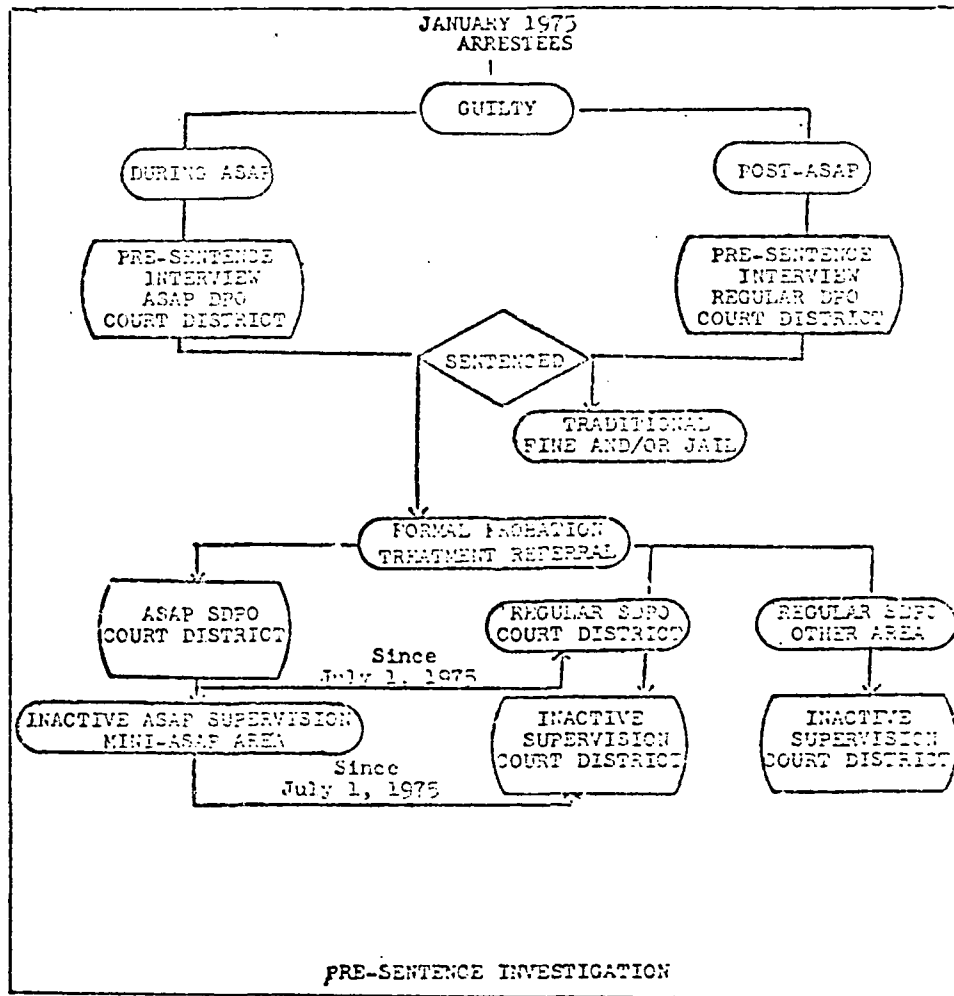 JANUARY 1975
ARRESTEES
GUILTY
DURING ASAP
POST-ASAP
PRE-SENTENCE
INTERVIEW
ASAP DPO
COURT DISTRICT
PRE-SENTENCE
INTERVIEW
REGULAR DPO
COURT DISTRICT
SENTENCED
TRADITIONAL
FINE AND/OR JAIL
FORMAL PROBATION
TREATMENT REFERRAL
ASAP SDPO
COURT DISTRICT
REGULAR SDPO
COURT DISTRICT
REGULAR SDPO
OTHER AREA
Since
July 1, 1975
INACTIVE ASAP SUPERVISION
MINI-ASAP AREA
INACTIVE
SUPERVISION
COURT DISTRICT
INACTIVE
SUPERVISION
COURT DISTRICT
Since
July 1, 1975
PRE-SENTENCE INVESTIGATION